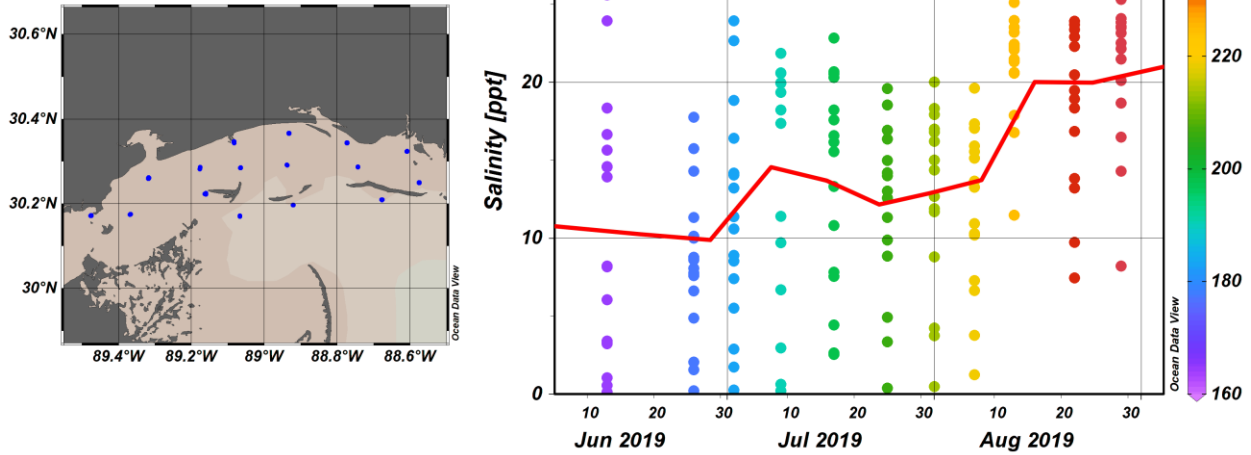 30.6°N
30.4°N
30.2°N
30°N
89.4°W 89.2°W 89°W 88.8°W 88.6°W
Ocean Data View
Salinity [ppt]
20
10
0
10 20 30 10 20 30 10 20 30
Jun 2019 Jul 2019 Aug 2019
Ocean Data View
220
200
180
160